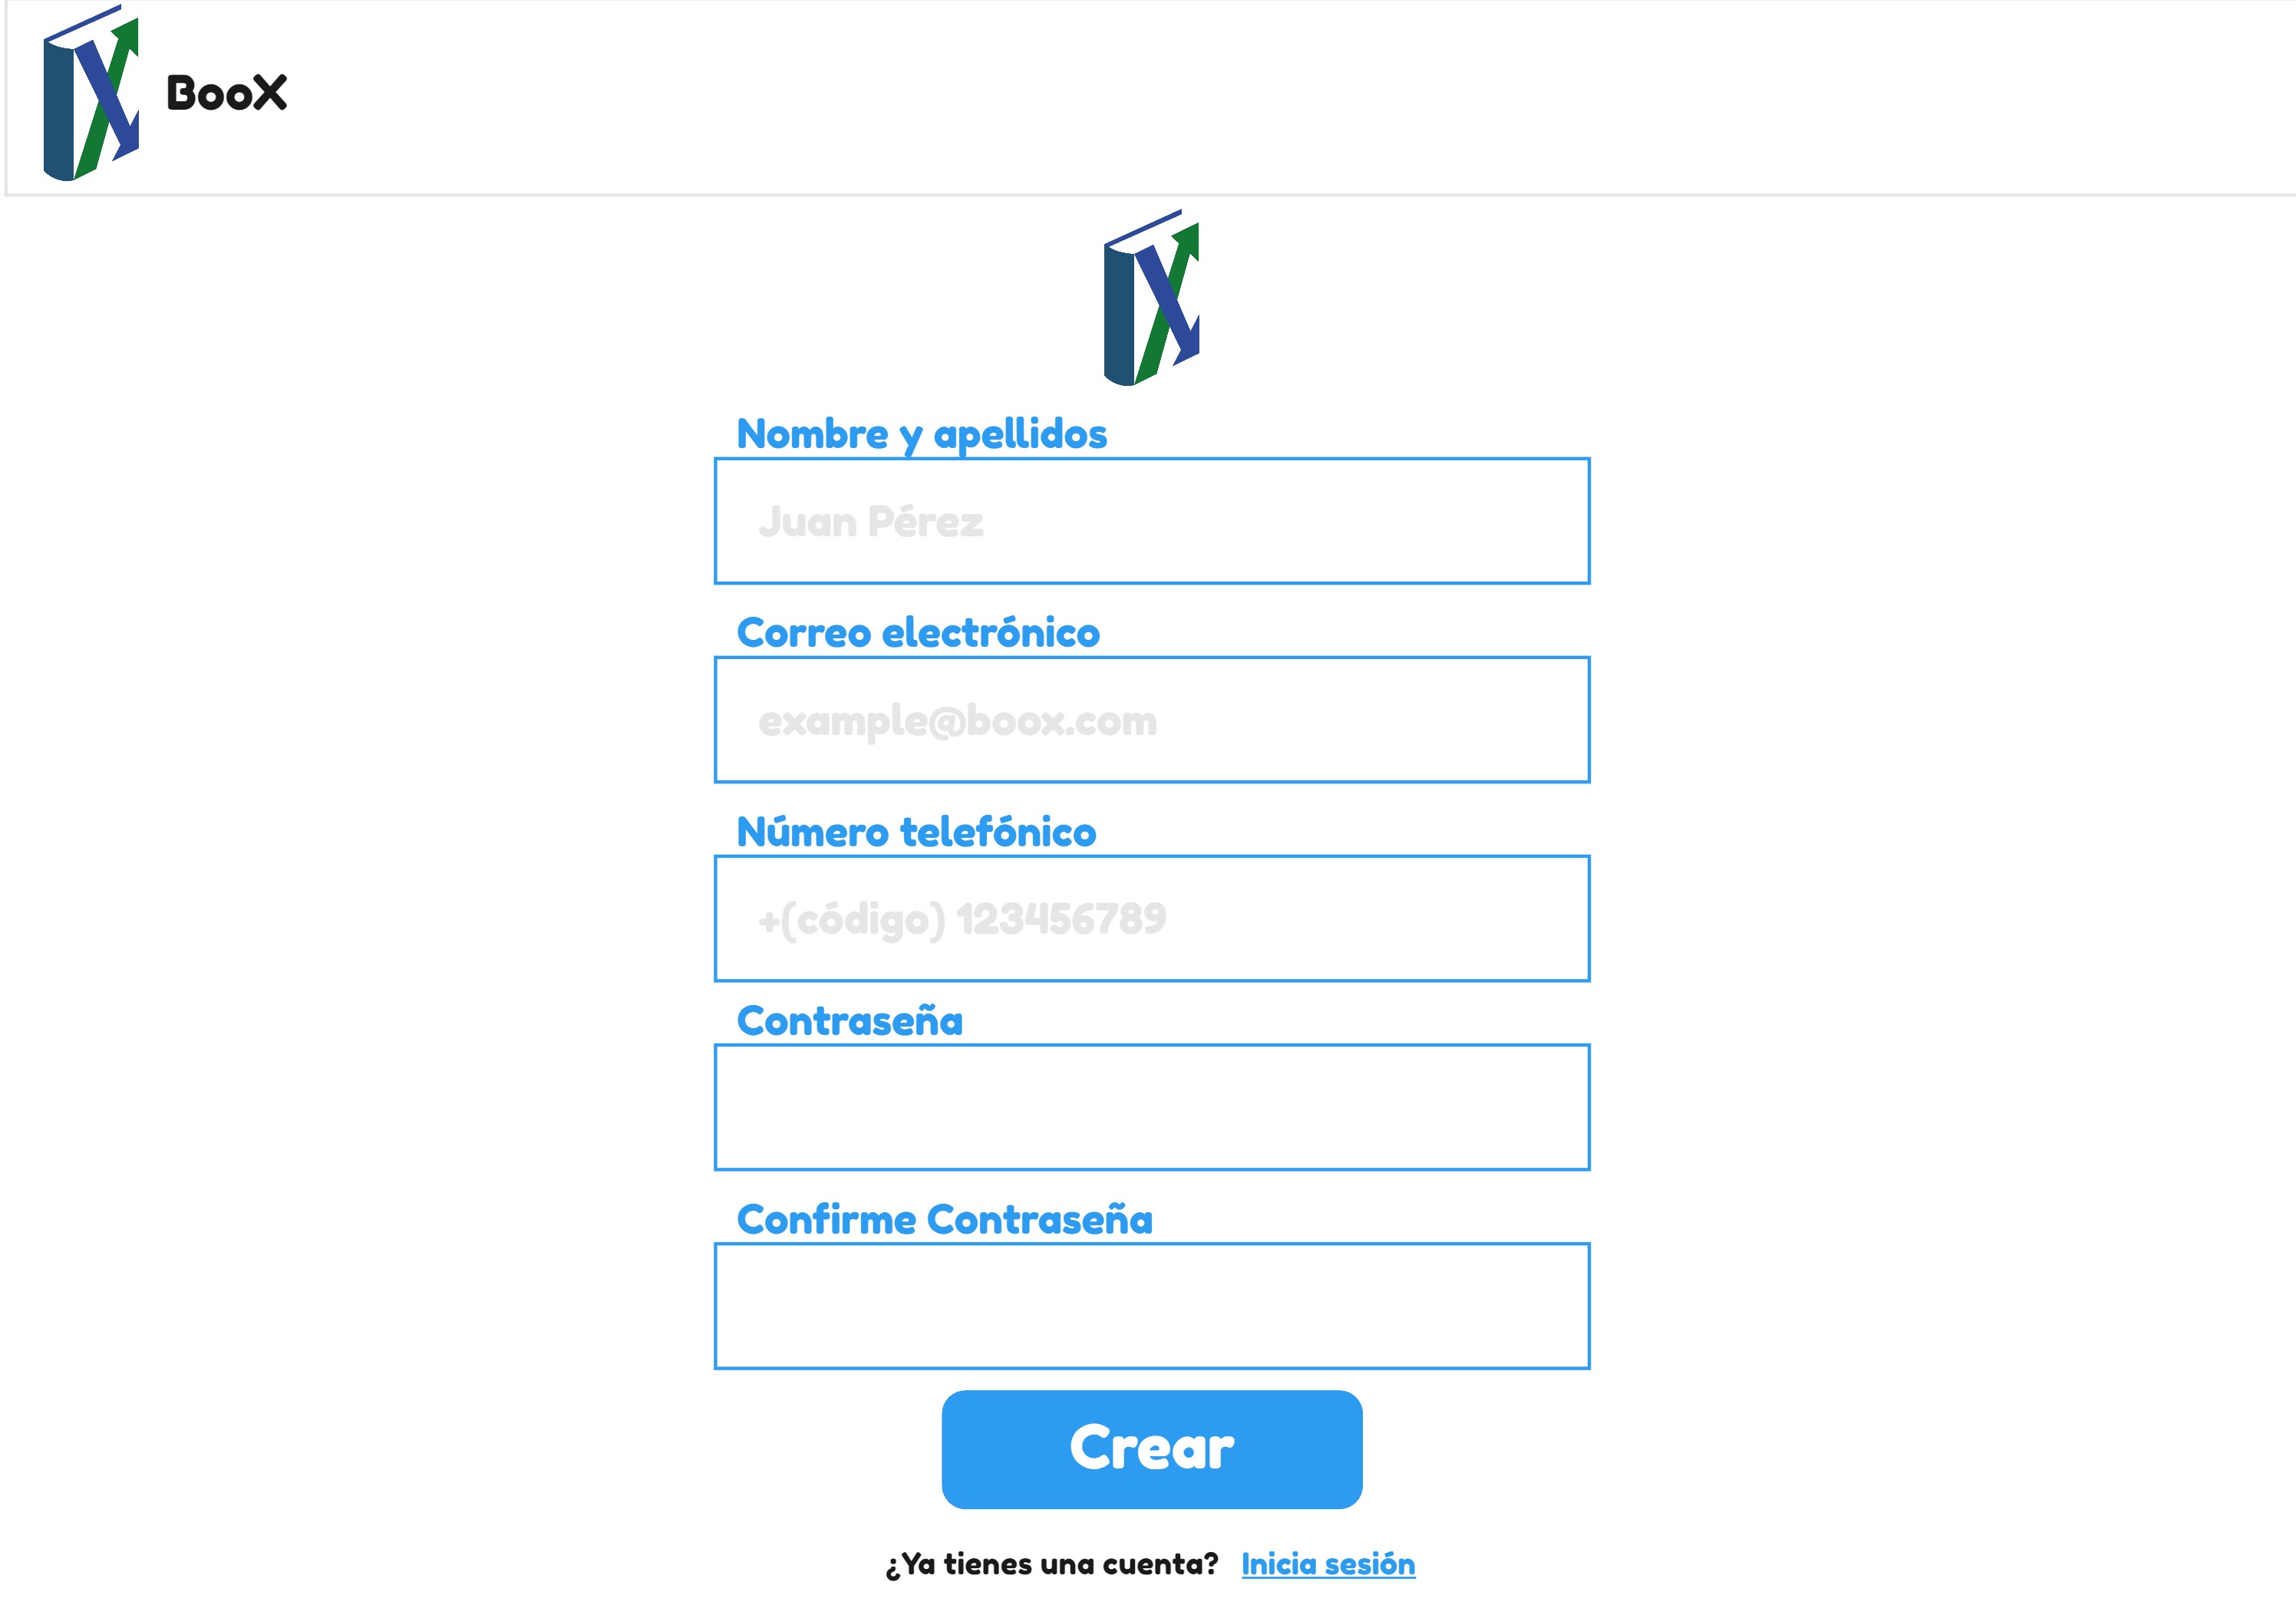 BooX
Nombre y apellidos
Juan Pérez
Correo electrónico
example@boox.com
Número telefónico
+(código) 123456789
Contraseña
Confirme Contraseña
Crear
¿Ya tienes una cuenta? Inicia sesión